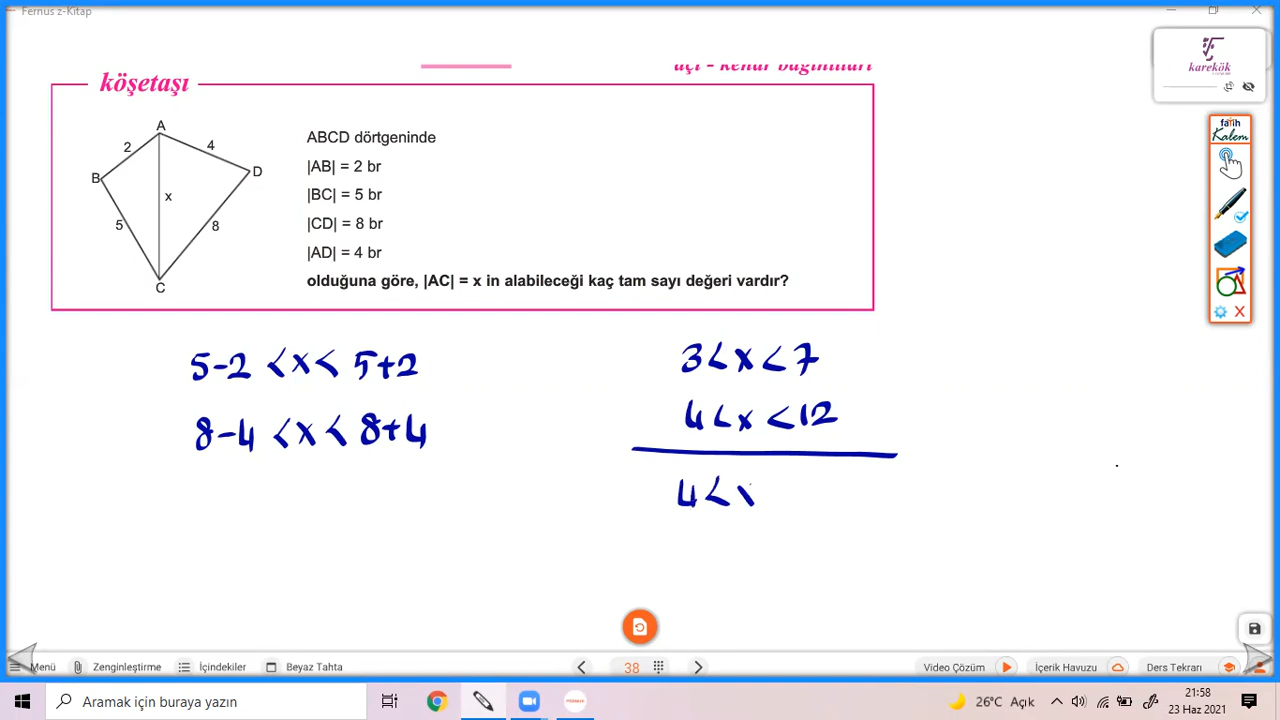 Fernus z-Kitap
açı - kenar bağıntıları
karekök
köşetaşı
A
2
4
B
D
x
5
8
C
ABCD dörtgeninde
|AB| = 2 br
|BC| = 5 br
|CD| = 8 br
|AD| = 4 br
olduğuna göre, |AC| = x in alabileceği kaç tam sayı değeri vardır?
fatih
Kalem
5-2 < x < 5+2
3 < x < 7
8-4 < x < 8+4
4 < x < 12
4 < x
Menü
Zenginleştirme
İçindekiler
Beyaz Tahta
38
Video Çözüm
İçerik Havuzu
Ders Tekrarı
Aramak için buraya yazın
26°C Açık
21:58
23 Haz 2021